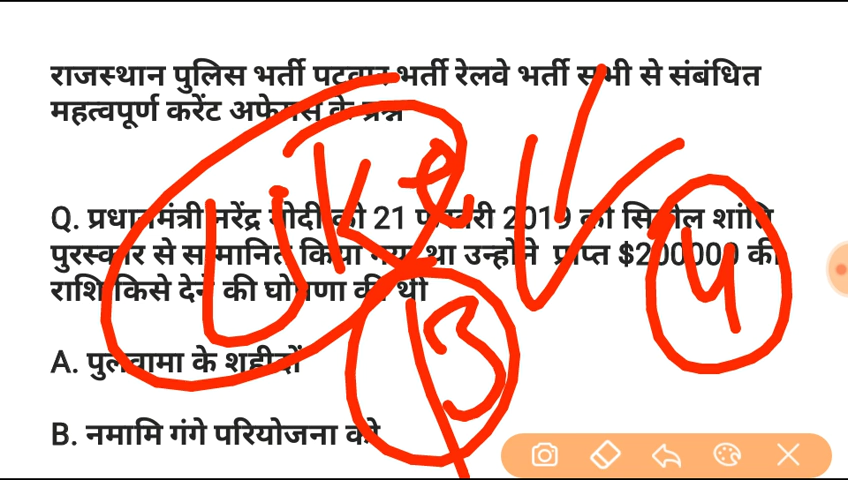 राजस्थान पुलिस भर्ती पटवार भर्ती रेलवे भर्ती सभी से संबंधित
महत्वपूर्ण करेंट अफेयर्स के प्रश्न
Q. प्रधानमंत्री नरेंद्र मोदी को 21 फरवरी 2019 को सियोल शांति
पुरस्कार से सम्मानित किया गया था उन्होंने प्राप्त $200000 की
राशि किसे देने की घोषणा की थी
A. पुलवामा के शहीदों
B. नमामि गंगे परियोजना को
3
4